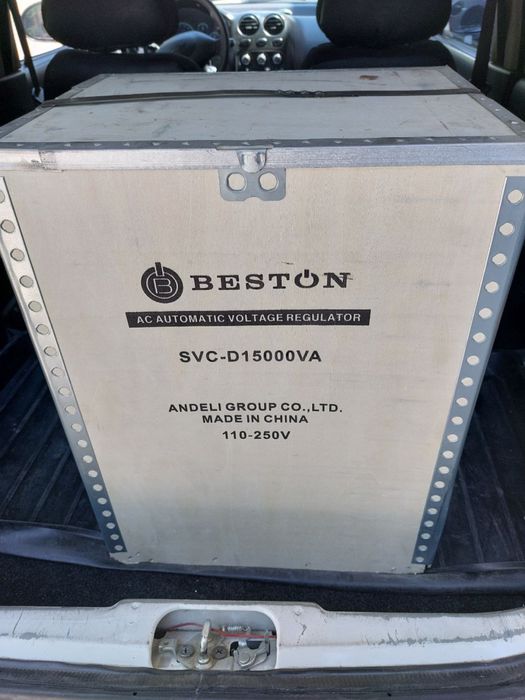 B BESTON
AC AUTOMATIC VOLTAGE REGULATOR
SVC-D15000VA
ANDELI GROUP CO.,LTD.
MADE IN CHINA
110-250V